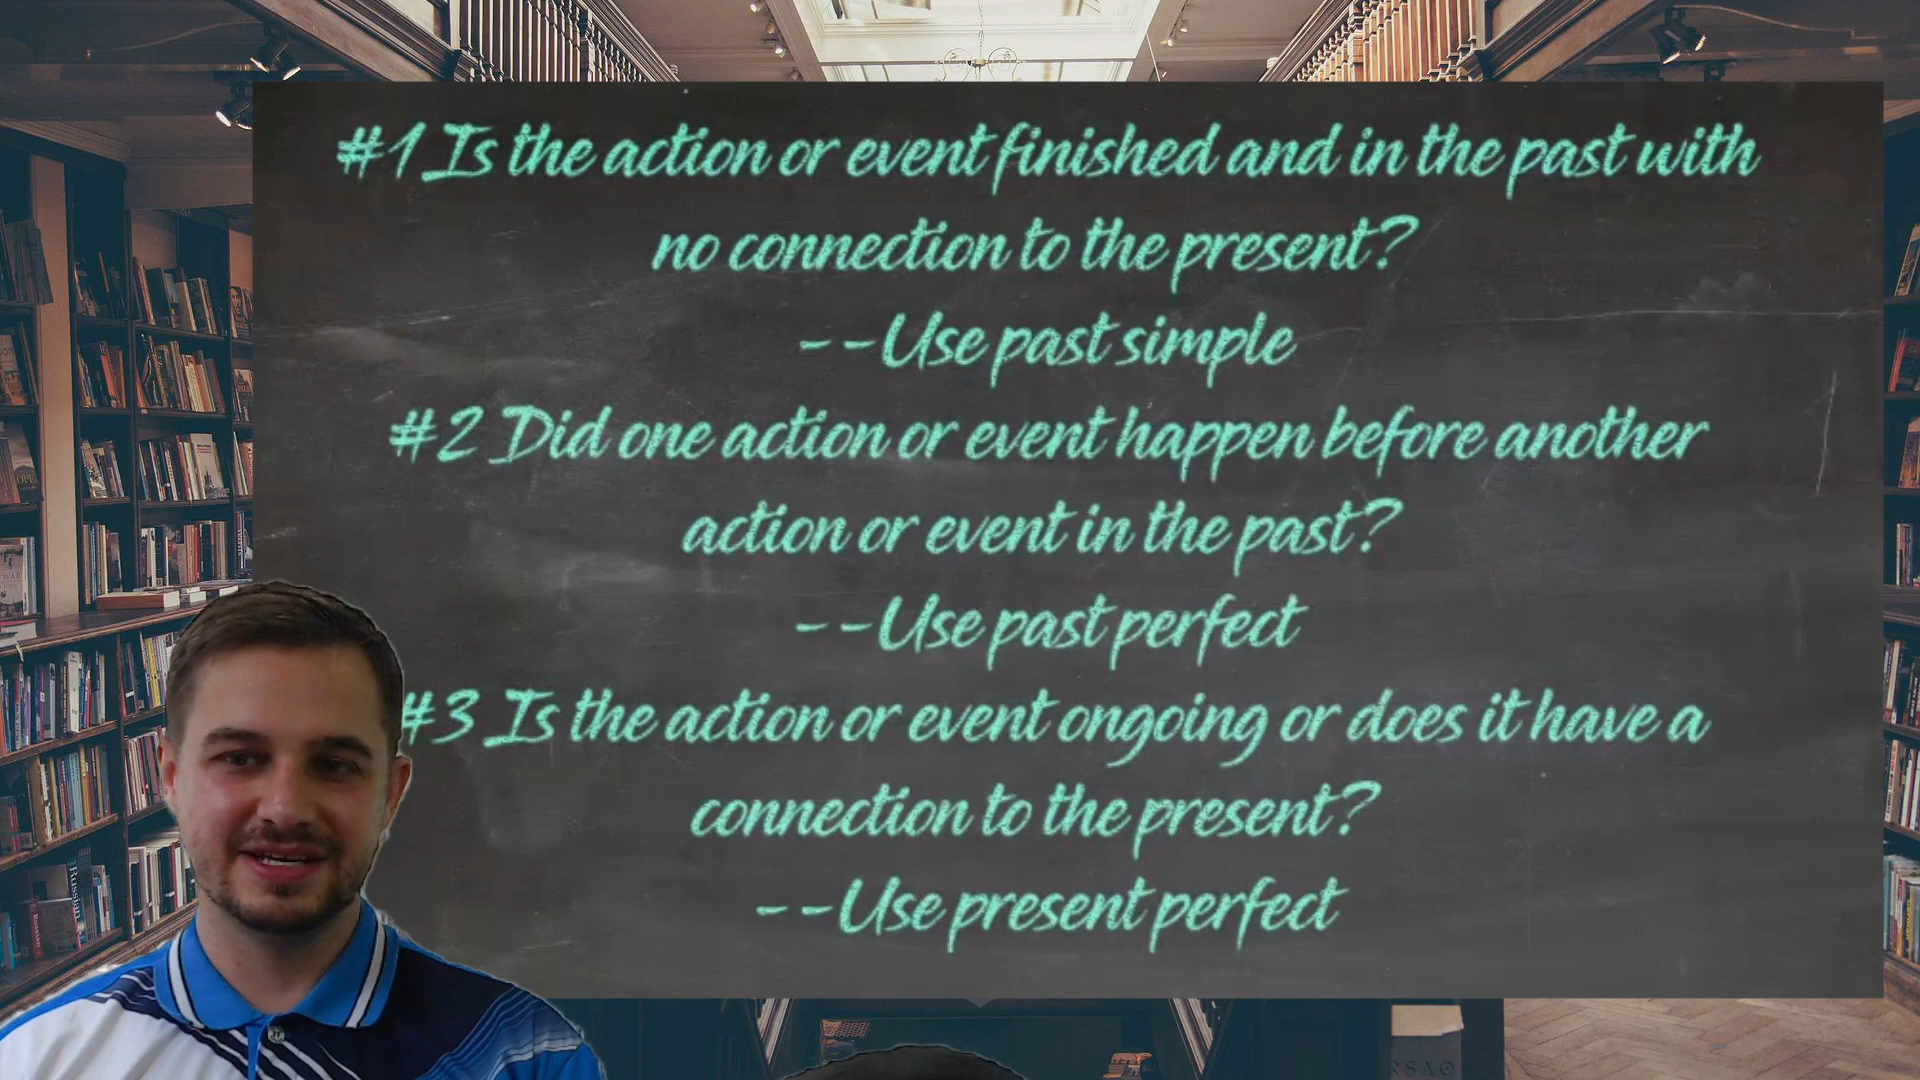 #1 Is the action or event finished and in the past with
no connection to the present?
--Use past simple
#2 Did one action or event happen before another
action or event in the past?
--Use past perfect
#3 Is the action or event ongoing or does it have a
connection to the present?
--Use present perfect
Russian